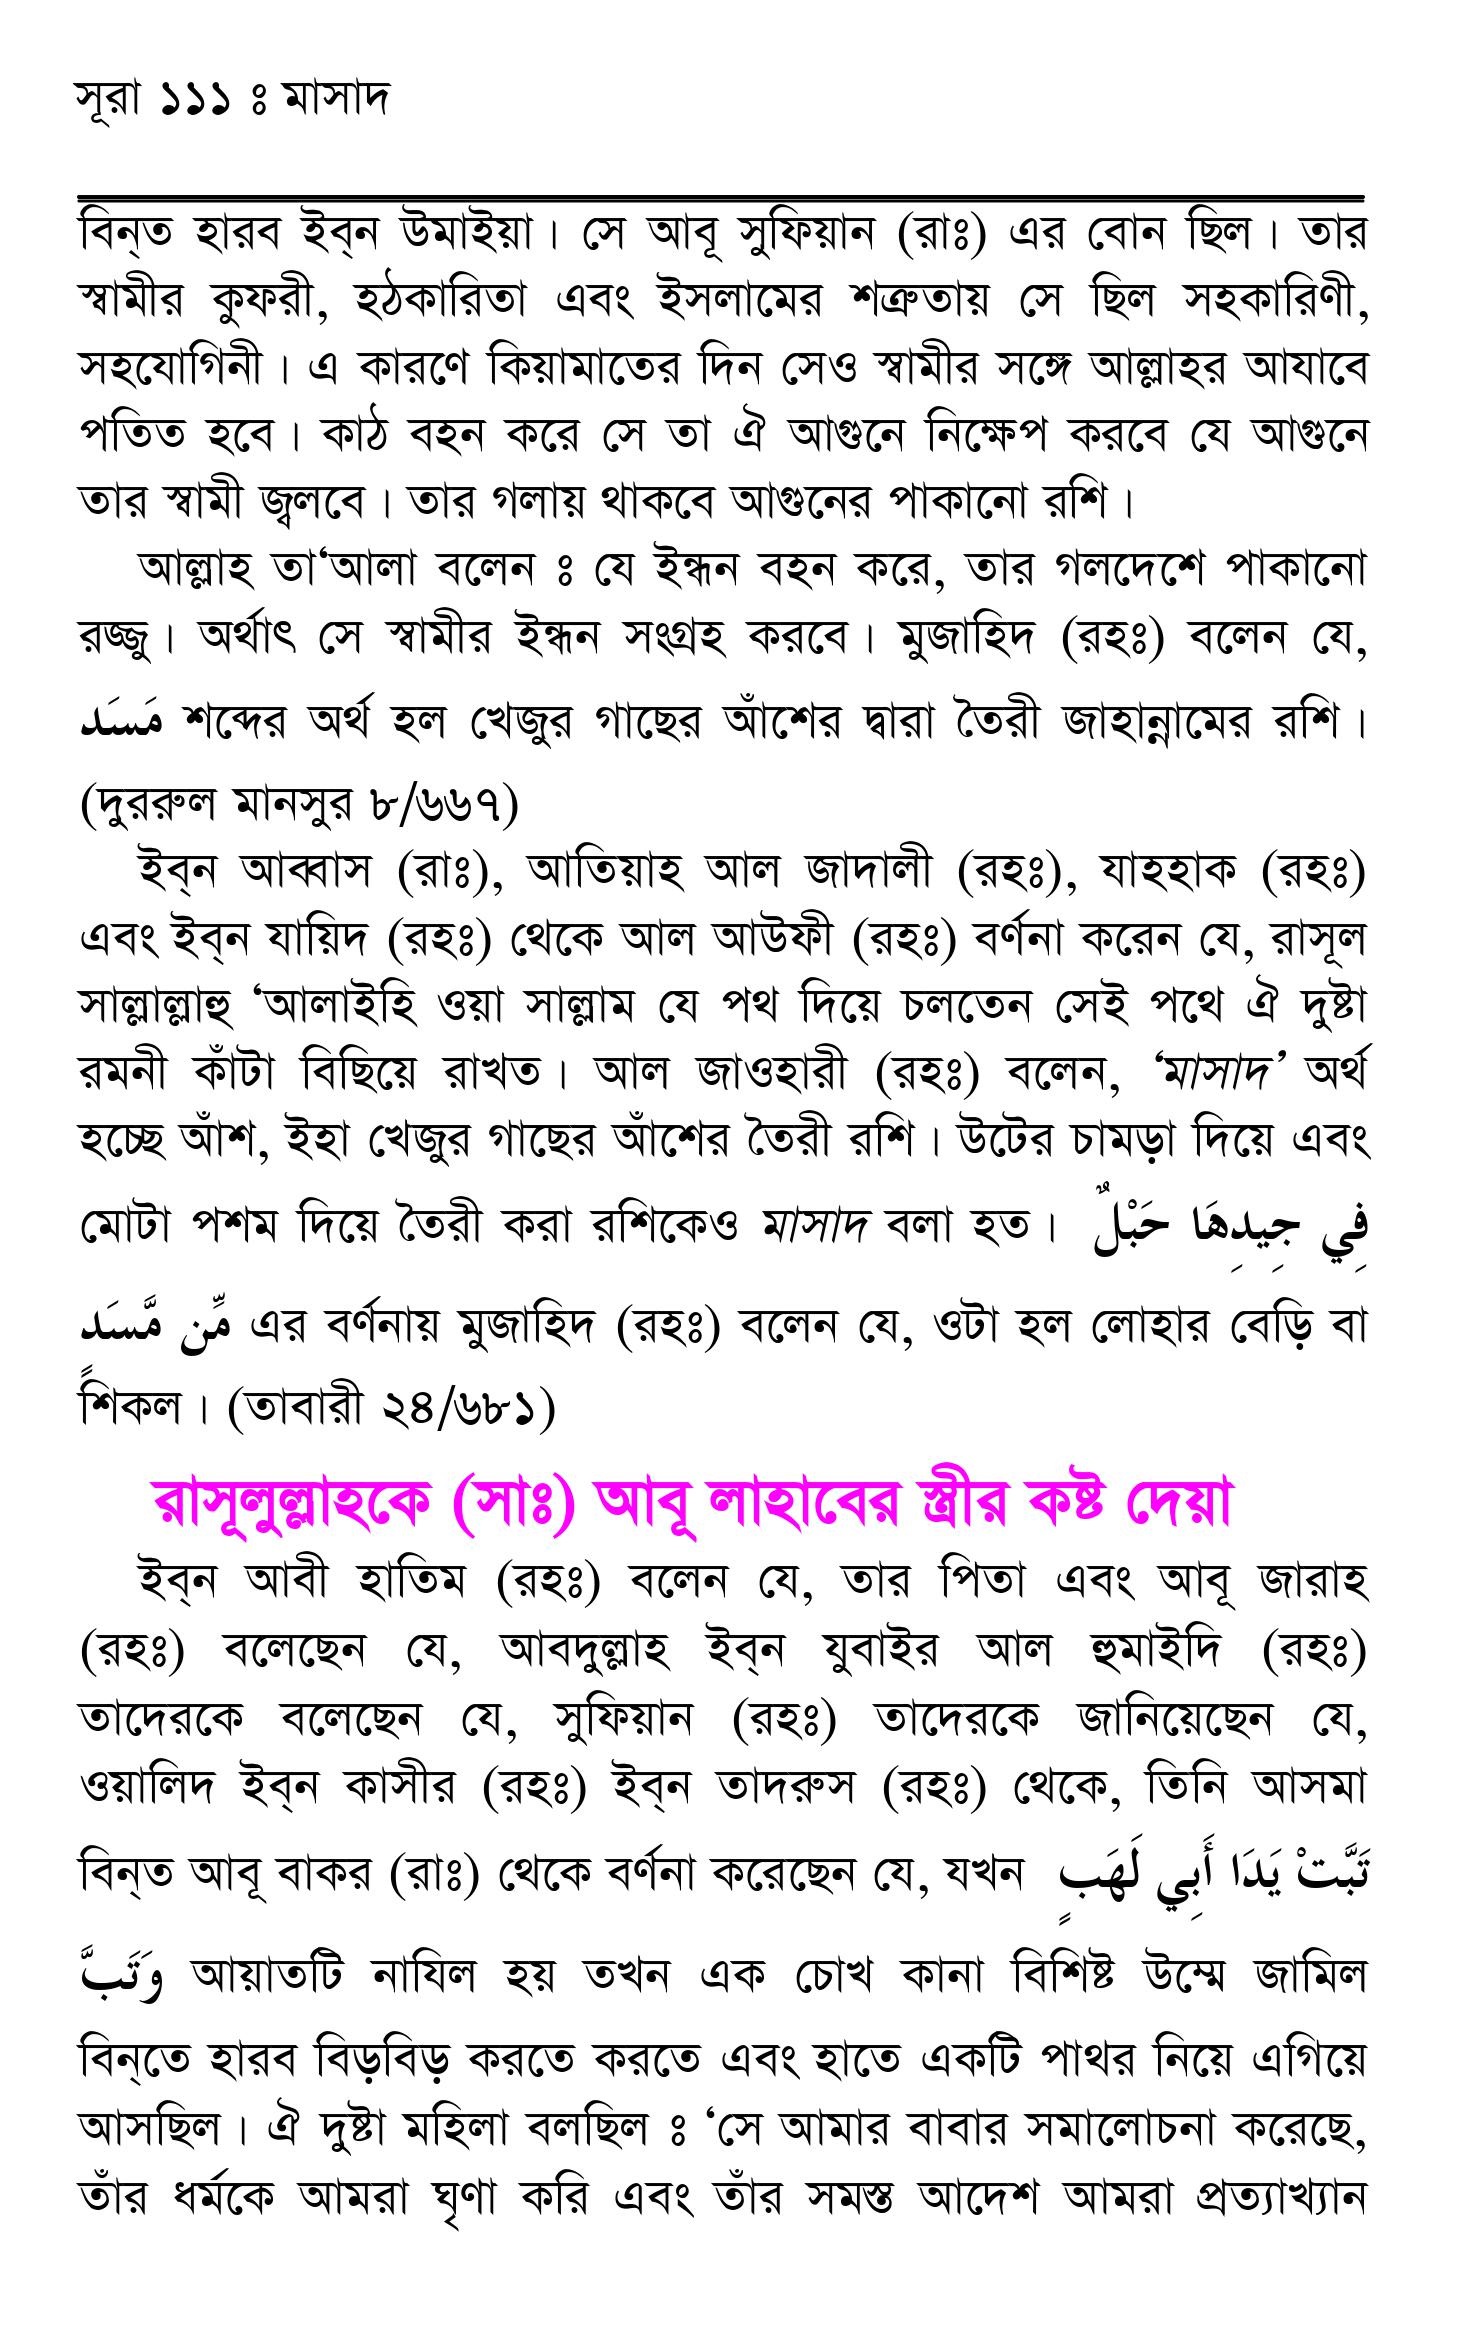 সূরা ১১১ ঃ মাসাদ
বিন্‌ত হারব ইব্‌ন উমাইয়া। সে আবূ সুফিয়ান (রাঃ) এর বোন ছিল। তার
স্বামীর কুফরী, হঠকারিতা এবং ইসলামের শত্রুতায় সে ছিল সহকারিণী,
সহযোগিনী। এ কারণে কিয়ামাতের দিন সেও স্বামীর সঙ্গে আল্লাহর আযাবে
পতিত হবে। কাঠ বহন করে সে তা ঐ আগুনে নিক্ষেপ করবে যে আগুনে
তার স্বামী জ্বলবে। তার গলায় থাকবে আগুনের পাকানো রশি।
আল্লাহ তা‘আলা বলেন ঃ যে ইন্ধন বহন করে, তার গলদেশে পাকানো
রজ্জু। অর্থাৎ সে স্বামীর ইন্ধন সংগ্রহ করবে। মুজাহিদ (রহঃ) বলেন যে,
مَسَد শব্দের অর্থ হল খেজুর গাছের আঁশের দ্বারা তৈরী জাহান্নামের রশি।
(দুররুল মানসুর ৮/৬৬৭)
ইব্‌ন আব্বাস (রাঃ), আতিয়াহ আল জাদালী (রহঃ), যাহহাক (রহঃ)
এবং ইব্‌ন যায়িদ (রহঃ) থেকে আল আউফী (রহঃ) বর্ণনা করেন যে, রাসূল
সাল্লাল্লাহু ‘আলাইহি ওয়া সাল্লাম যে পথ দিয়ে চলতেন সেই পথে ঐ দুষ্টা
রমনী কাঁটা বিছিয়ে রাখত। আল জাওহারী (রহঃ) বলেন, ‘মাসাদ’ অর্থ
হচ্ছে আঁশ, ইহা খেজুর গাছের আঁশের তৈরী রশি। উটের চামড়া দিয়ে এবং
মোটা পশম দিয়ে তৈরী করা রশিকেও মাসাদ বলা হত। فِي جِيدِهَا حَبْلٌ
مِّن مَّسَدٍ এর বর্ণনায় মুজাহিদ (রহঃ) বলেন যে, ওটা হল লোহার বেড়ি বা
শিকল। (তাবারী ২৪/৬৮১)
রাসূলুল্লাহকে (সাঃ) আবূ লাহাবের স্ত্রীর কষ্ট দেয়া
ইব্‌ন আবী হাতিম (রহঃ) বলেন যে, তার পিতা এবং আবূ জারাহ
(রহঃ) বলেছেন যে, আবদুল্লাহ ইব্‌ন যুবাইর আল হুমাইদি (রহঃ)
তাদেরকে বলেছেন যে, সুফিয়ান (রহঃ) তাদেরকে জানিয়েছেন যে,
ওয়ালিদ ইব্‌ন কাসীর (রহঃ) ইব্‌ন তাদরুস (রহঃ) থেকে, তিনি আসমা
বিন্‌ত আবূ বাকর (রাঃ) থেকে বর্ণনা করেছেন যে, যখন تَبَّتْ يَدَا أَبِي لَهَبٍ
وَتَبَّ আয়াতটি নাযিল হয় তখন এক চোখ কানা বিশিষ্ট উম্মে জামিল
বিন্‌তে হারব বিড়বিড় করতে করতে এবং হাতে একটি পাথর নিয়ে এগিয়ে
আসছিল। ঐ দুষ্টা মহিলা বলছিল ঃ ‘সে আমার বাবার সমালোচনা করেছে,
তাঁর ধর্মকে আমরা ঘৃণা করি এবং তাঁর সমস্ত আদেশ আমরা প্রত্যাখ্যান